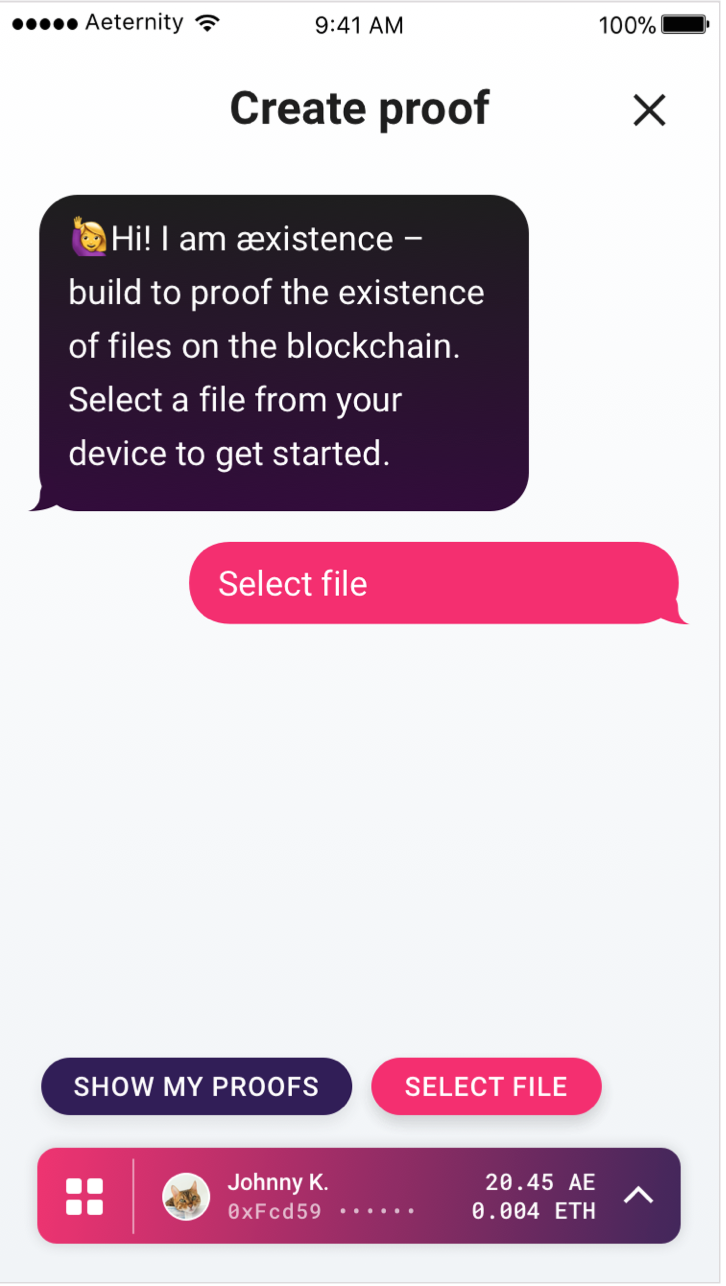 Aeternity 9:41 AM 100%
Create proof
🙋Hi! I am æxistence –
build to proof the existence
of files on the blockchain.
Select a file from your
device to get started.
Select file
SHOW MY PROOFS SELECT FILE
Johnny K. 20.45 AE
0xFcd59 ······ 0.004 ETH